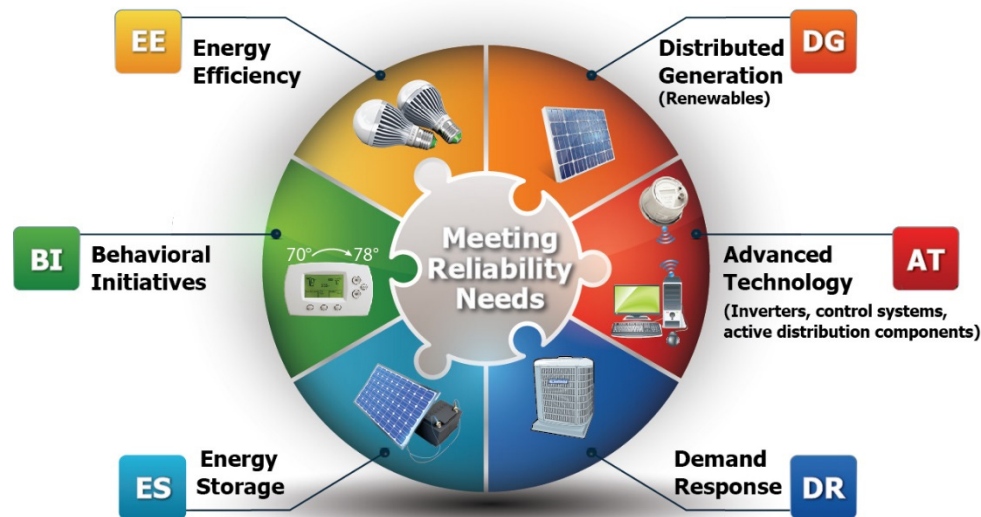 EE
Energy
Efficiency
Distributed
Generation
(Renewables)
DG
BI
Behavioral
Initiatives
70° 78°
Meeting
Reliability
Needs
Advanced
Technology
(Inverters, control systems,
active distribution components)
AT
ES
Energy
Storage
Demand
Response
DR